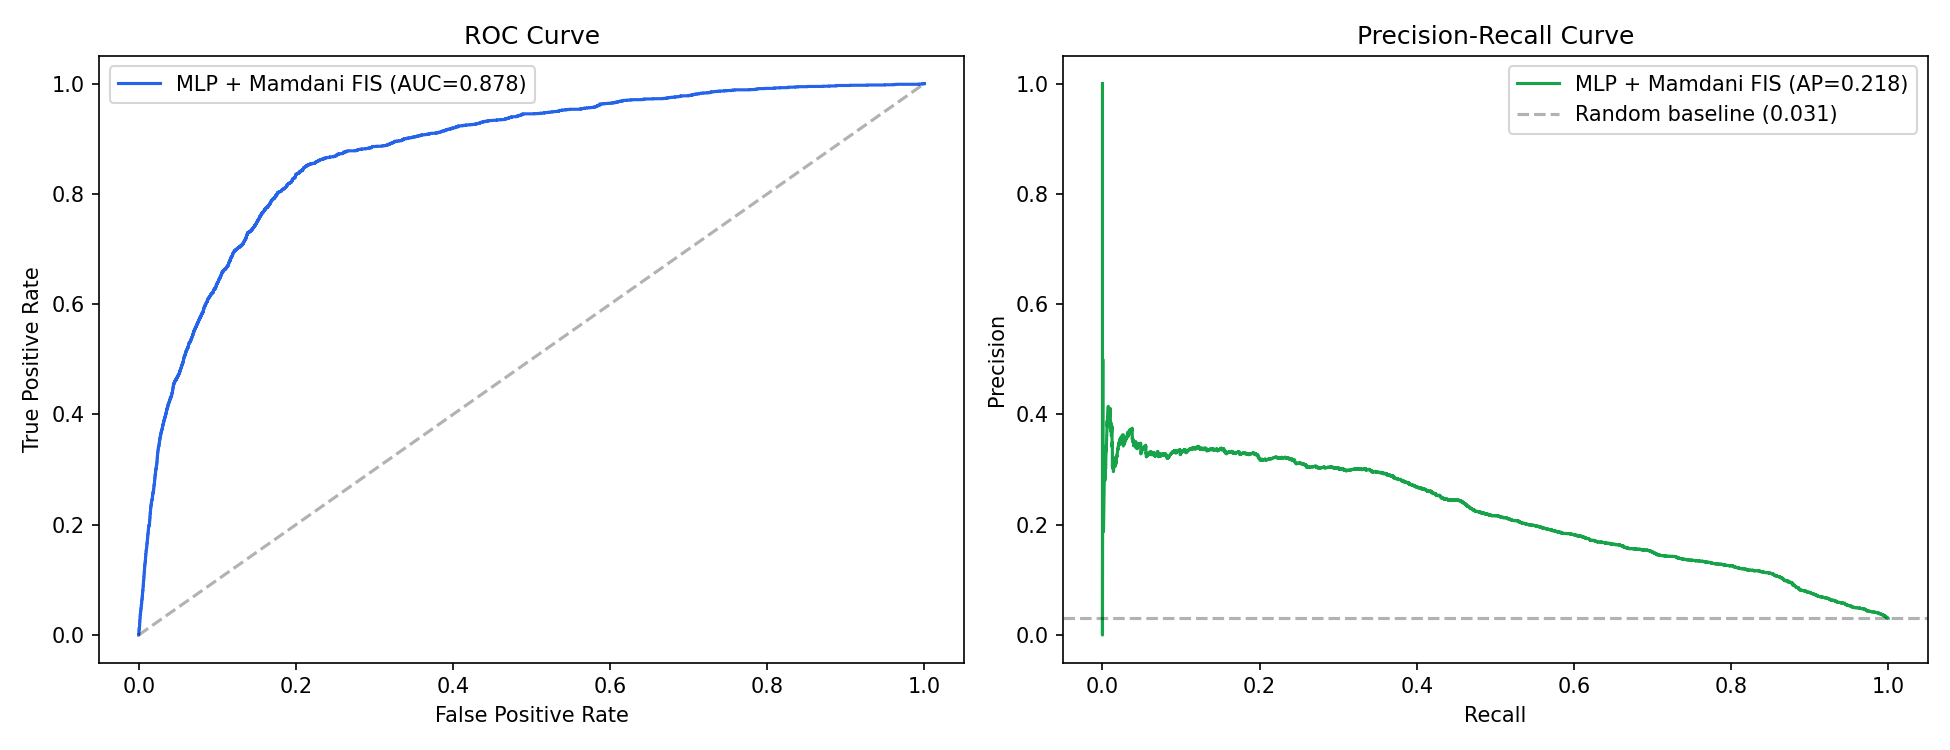 ROC Curve
MLP + Mamdani FIS (AUC=0.878)
1.0
0.8
0.6
0.4
0.2
0.0
True Positive Rate
0.0 0.2 0.4 0.6 0.8 1.0
False Positive Rate
Precision-Recall Curve
MLP + Mamdani FIS (AP=0.218)
Random baseline (0.031)
1.0
0.8
0.6
0.4
0.2
0.0
Precision
0.0 0.2 0.4 0.6 0.8 1.0
Recall